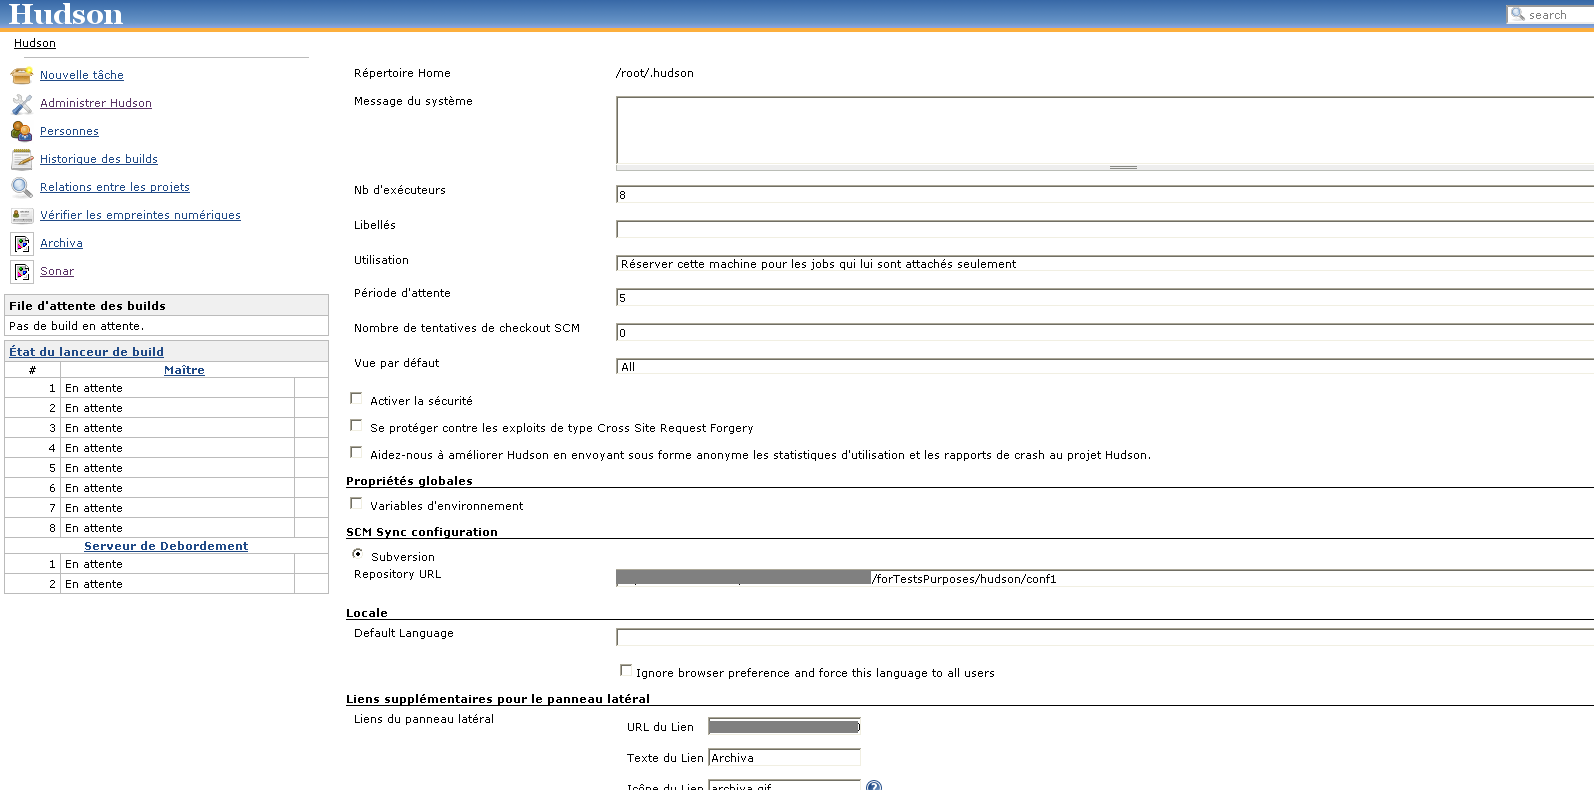 Hudson
search
Hudson
Nouvelle tâche
Administrer Hudson
Personnes
Historique des builds
Relations entre les projets
Vérifier les empreintes numériques
Archiva
Sonar
File d'attente des builds
Pas de build en attente.
État du lanceur de build
# Maître
1 En attente
2 En attente
3 En attente
4 En attente
5 En attente
6 En attente
7 En attente
8 En attente
Serveur de Debordement
1 En attente
2 En attente
Répertoire Home /root/.hudson
Message du système
Nb d'exécuteurs 8
Libellés
Utilisation Réserver cette machine pour les jobs qui lui sont attachés seulement
Période d'attente 5
Nombre de tentatives de checkout SCM 0
Vue par défaut All
Activer la sécurité
Se protéger contre les exploits de type Cross Site Request Forgery
Aidez-nous à améliorer Hudson en envoyant sous forme anonyme les statistiques d'utilisation et les rapports de crash au projet Hudson.
Propriétés globales
Variables d'environnement
SCM Sync configuration
Subversion
Repository URL /forTestsPurposes/hudson/conf1
Locale
Default Language
Ignore browser preference and force this language to all users
Liens supplémentaires pour le panneau latéral
Liens du panneau latéral
URL du Lien
Texte du Lien Archiva
Icône du Lien archiva.gif